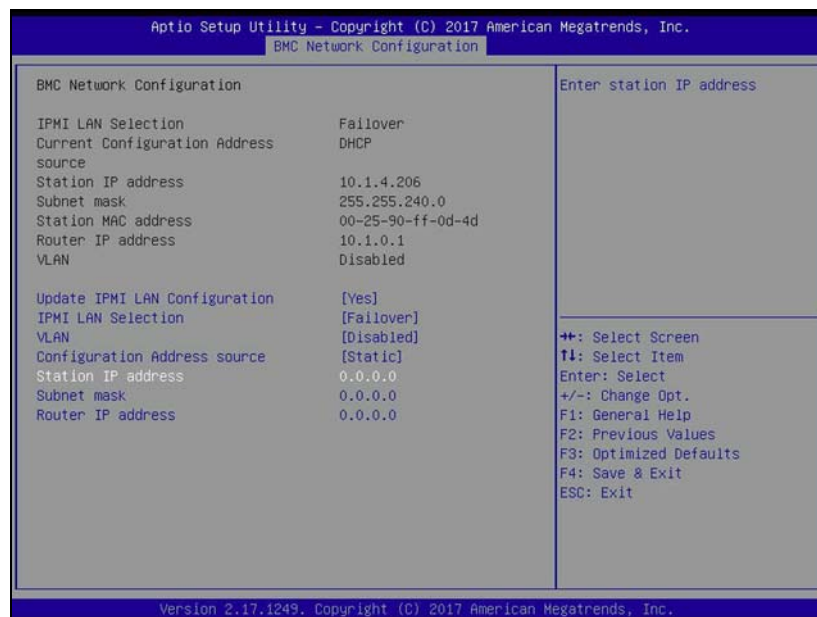 Aptio Setup Utility – Copyright (C) 2017 American Megatrends, Inc.
BMC Network Configuration
BMC Network Configuration
IPMI LAN Selection Failover
Current Configuration Address DHCP
source
Station IP address 10.1.4.206
Subnet mask 255.255.240.0
Station MAC address 00-25-90-ff-0d-4d
Router IP address 10.1.0.1
VLAN Disabled
Update IPMI LAN Configuration [Yes]
IPMI LAN Selection [Failover]
VLAN [Disabled]
Configuration Address source [Static]
Station IP address 0.0.0.0
Subnet mask 0.0.0.0
Router IP address 0.0.0.0
Enter station IP address
→←: Select Screen
↑↓: Select Item
Enter: Select
+/-: Change Opt.
F1: General Help
F2: Previous Values
F3: Optimized Defaults
F4: Save & Exit
ESC: Exit
Version 2.17.1249. Copyright (C) 2017 American Megatrends, Inc.